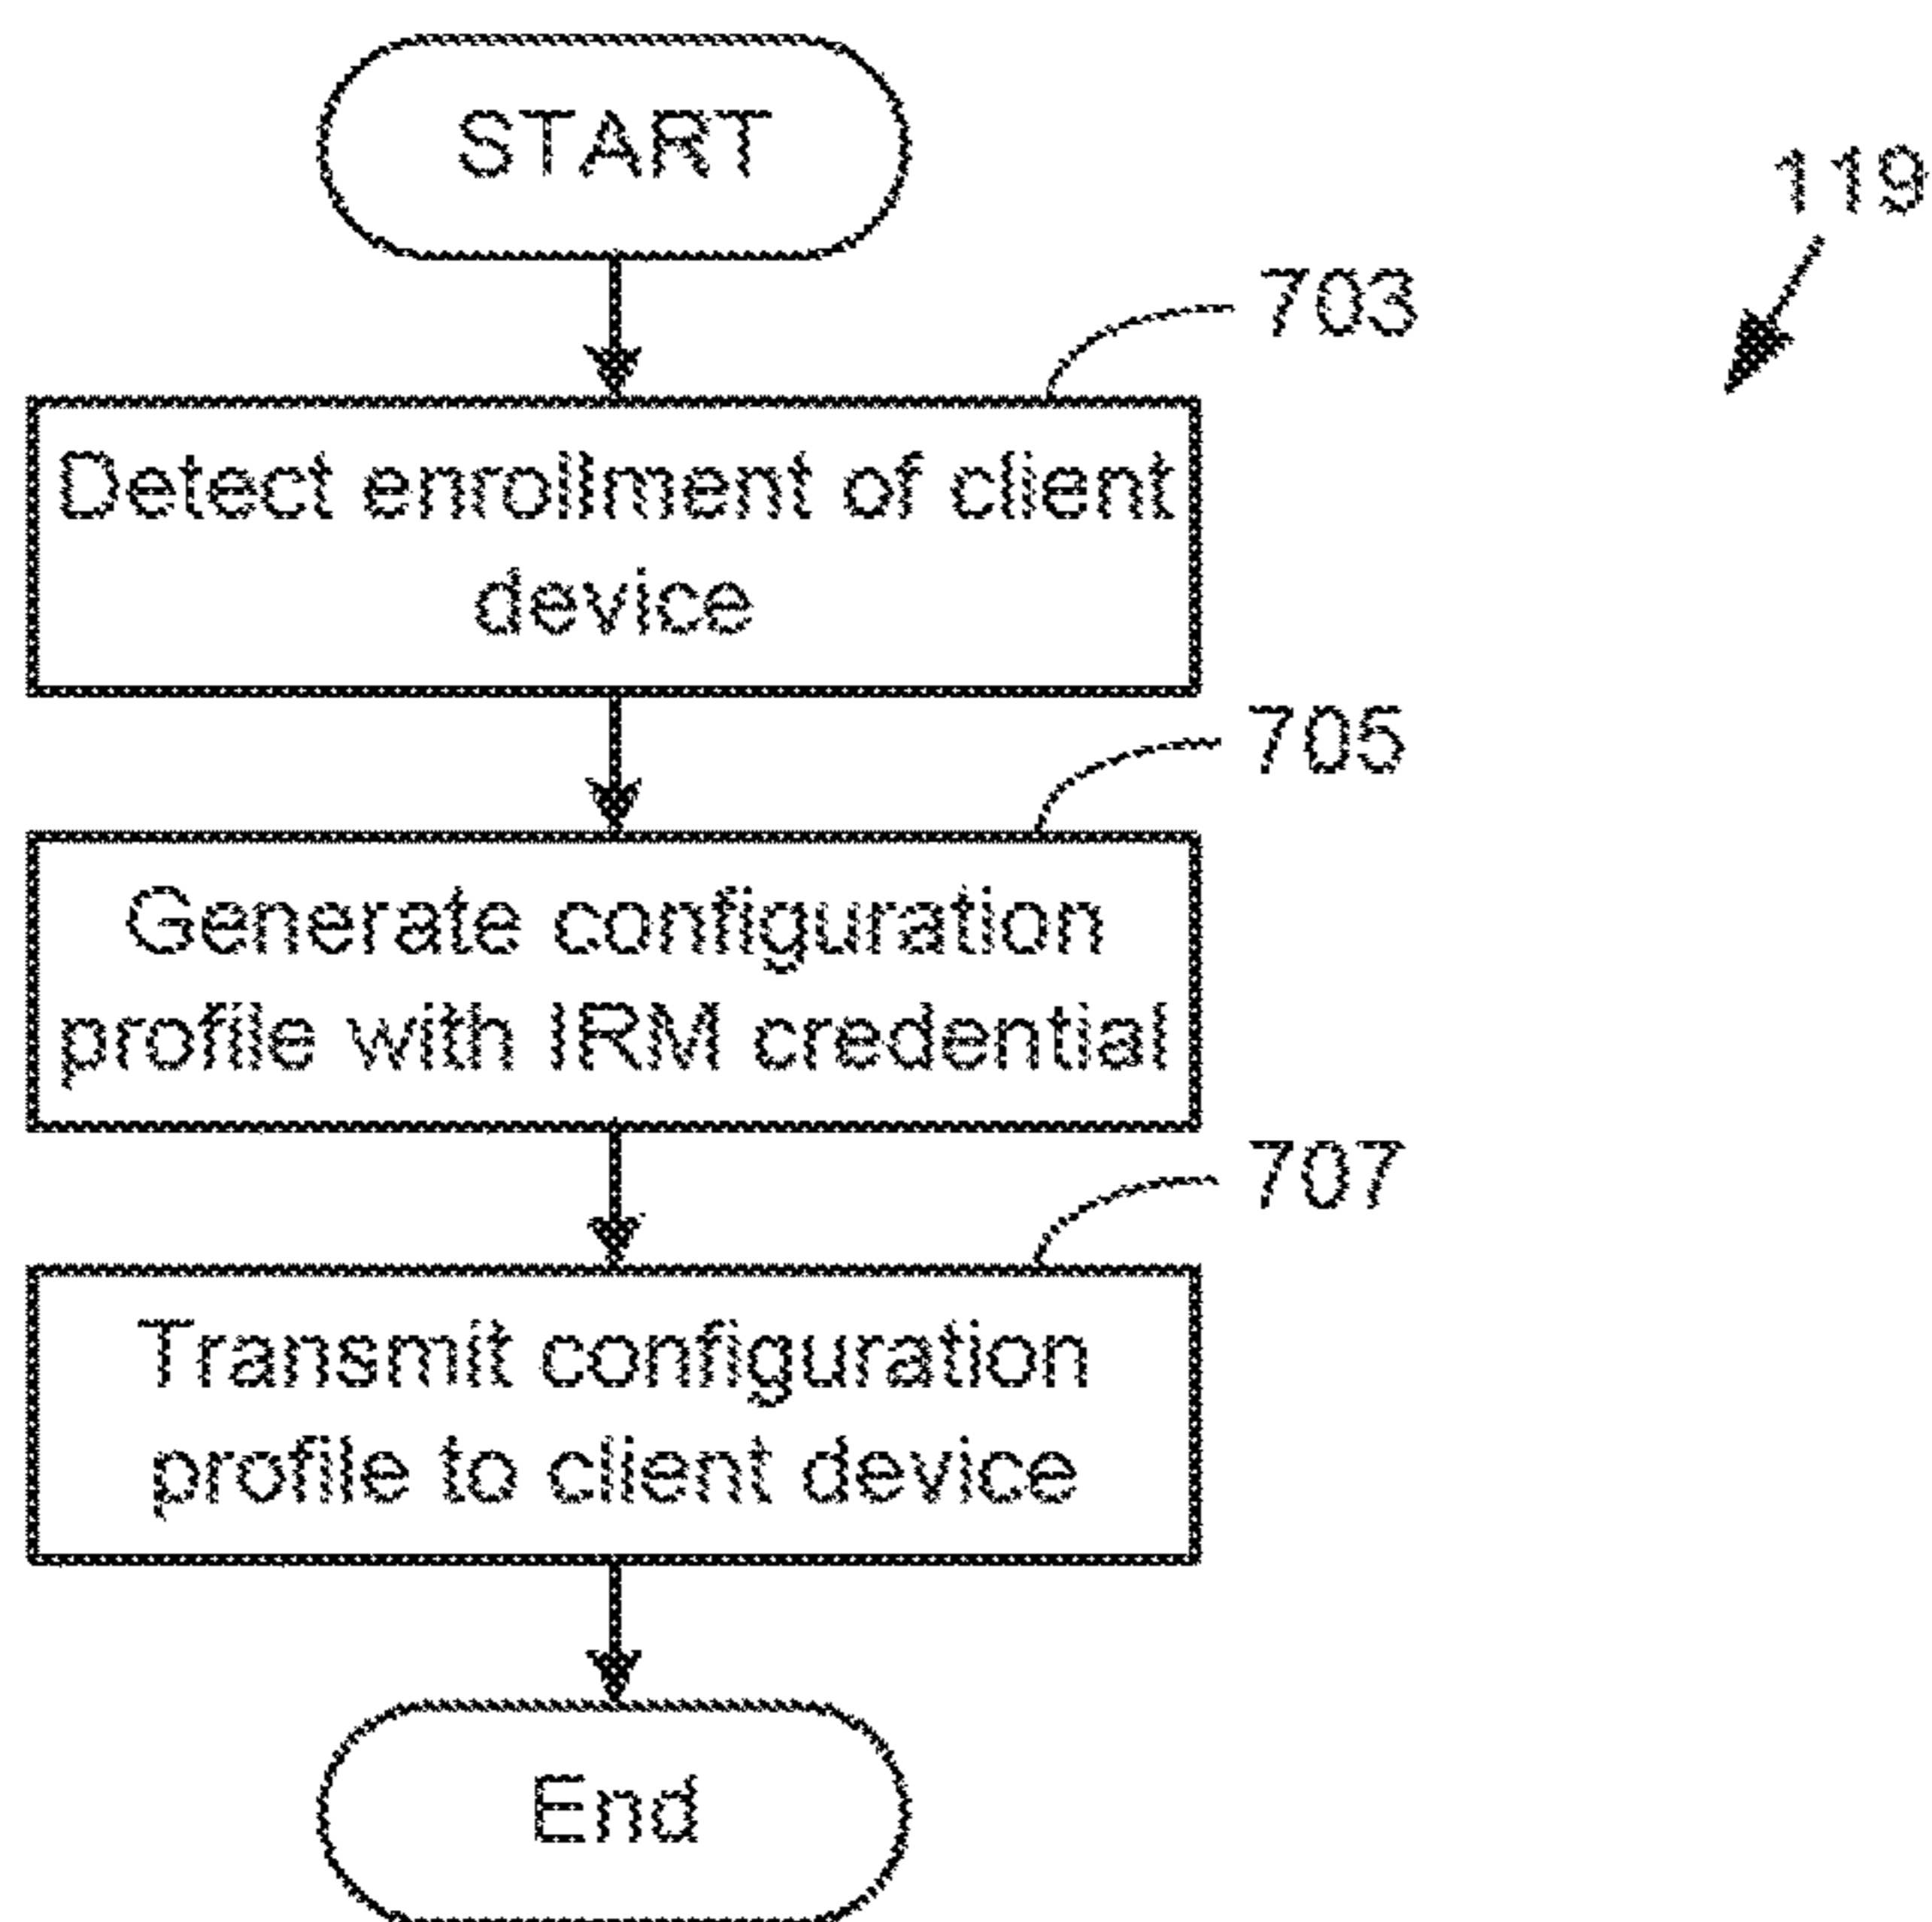 START
119
703
Detect enrollment of client
device
705
Generate configuration
profile with IRM credential
707
Transmit configuration
profile to client device
End